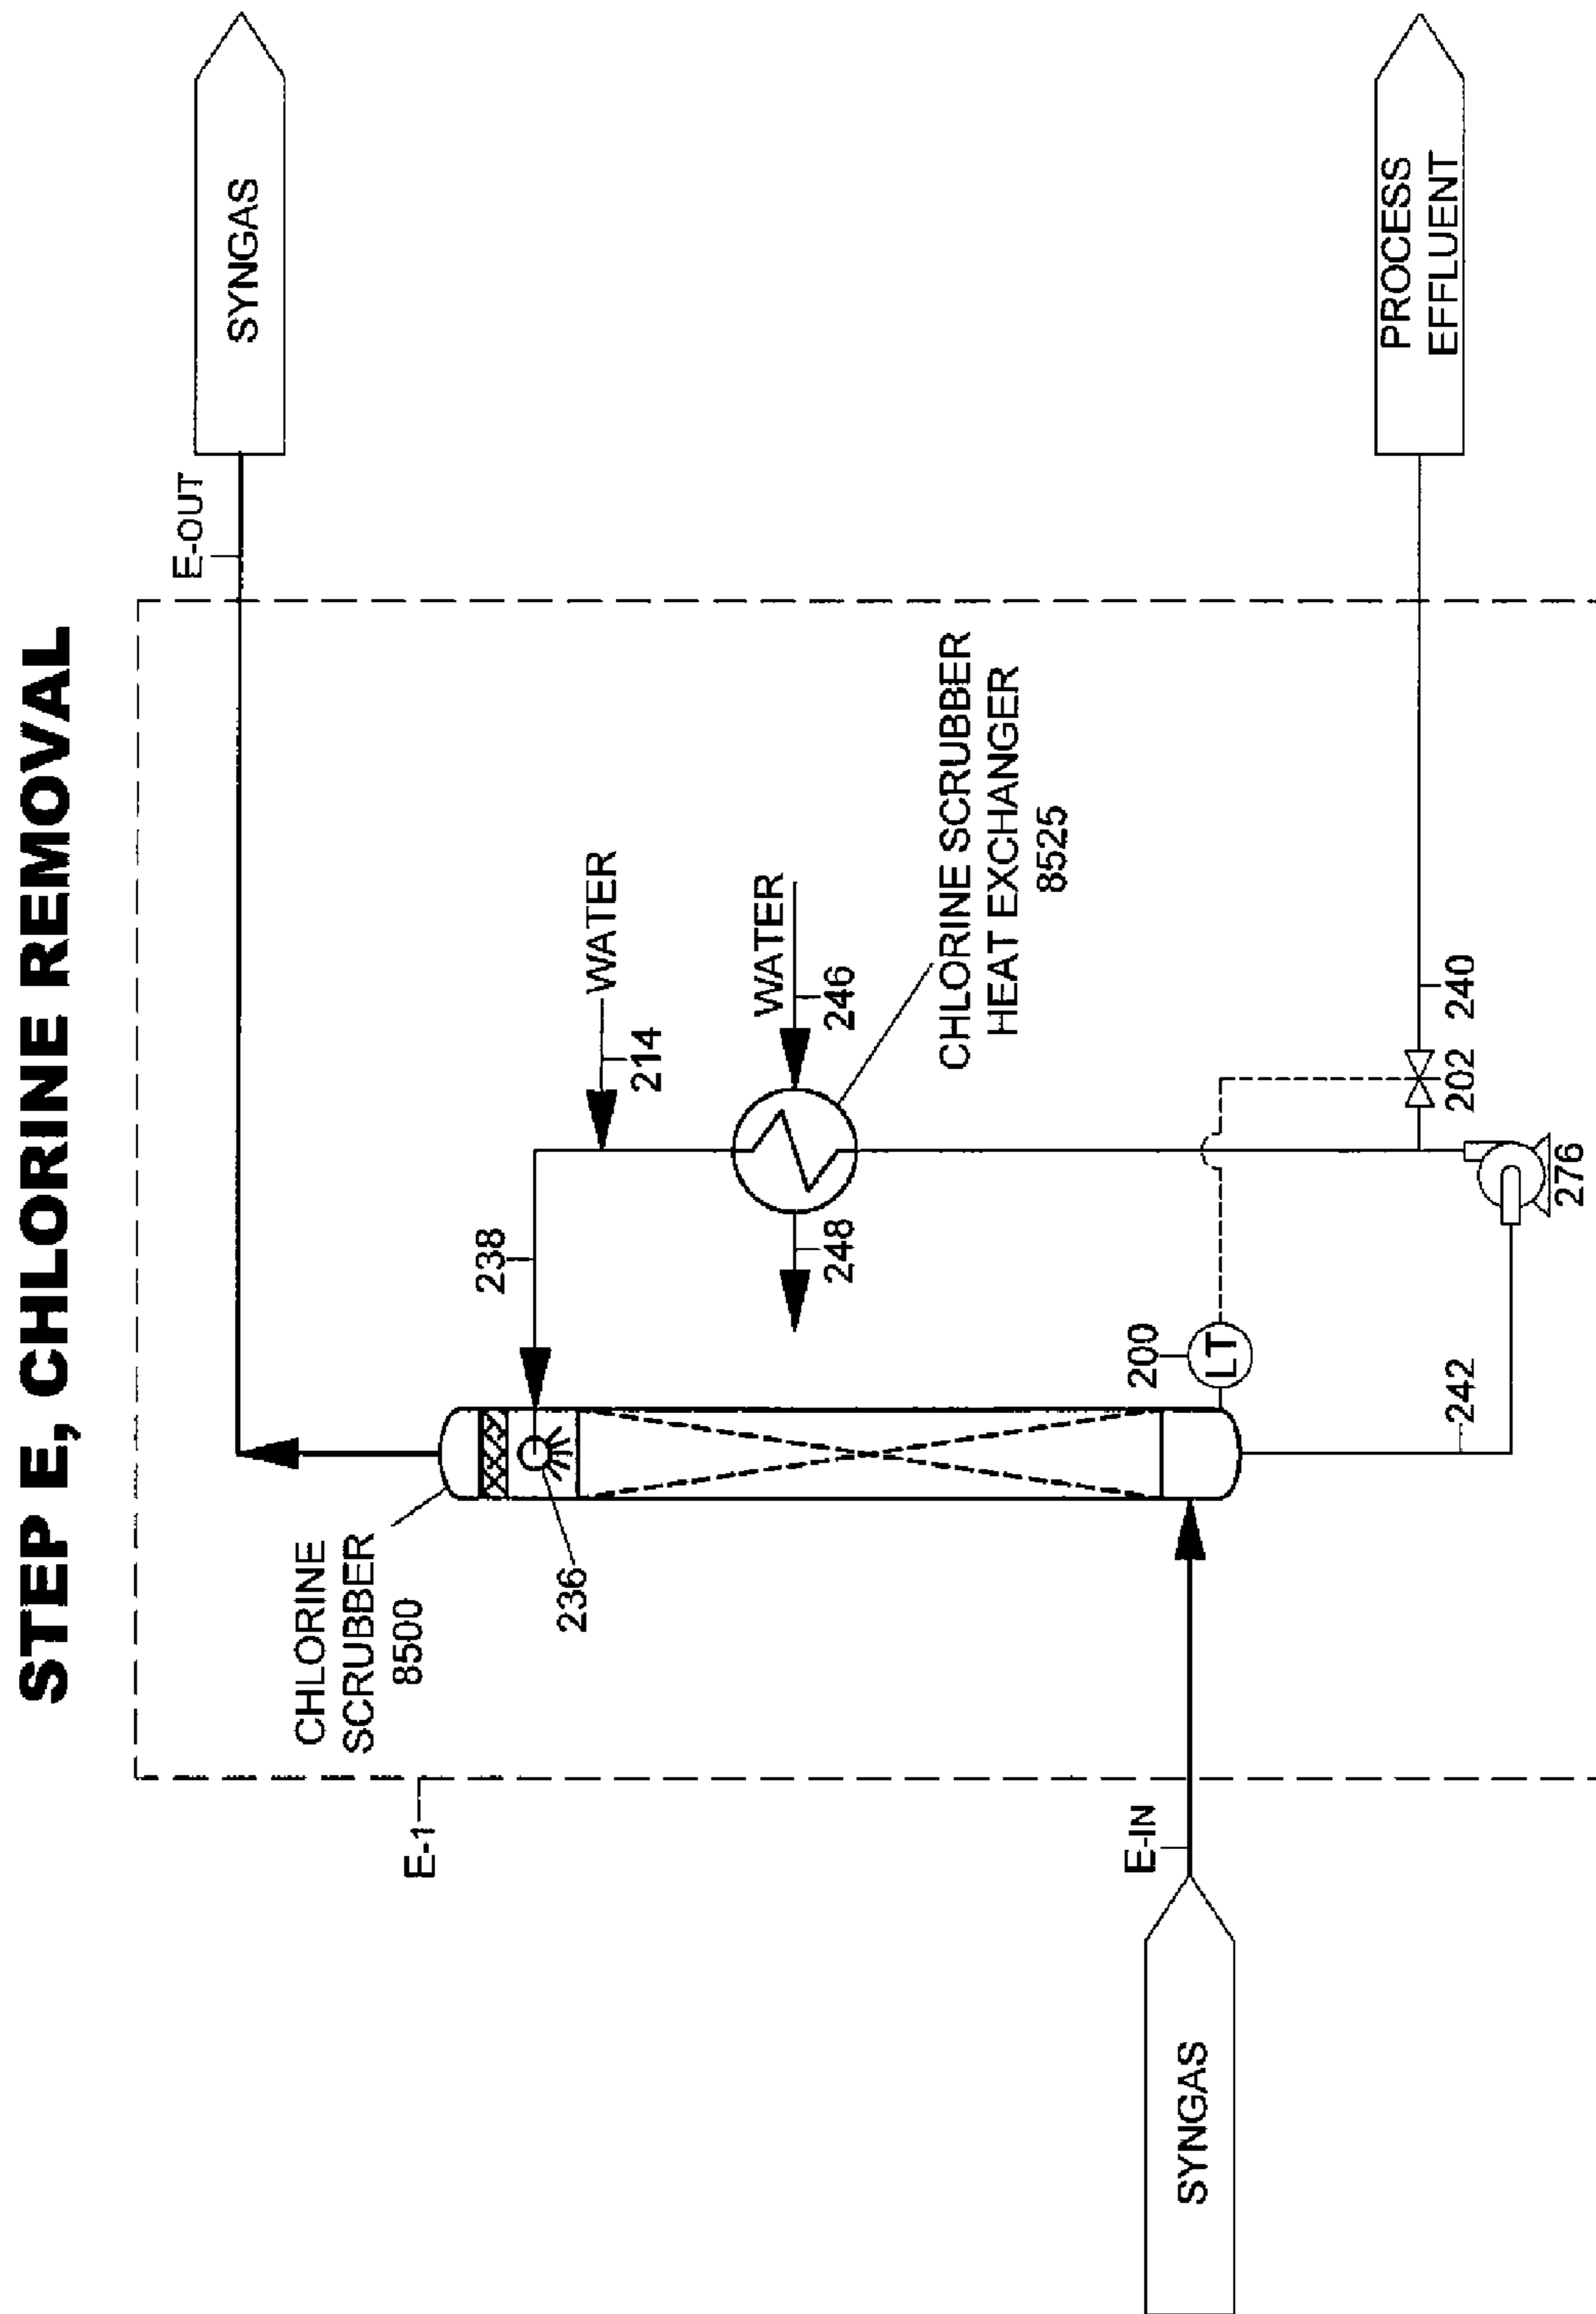 STEP E, CHLORINE REMOVAL
E-OUT
SYNGAS
CHLORINE
SCRUBBER
8500
E-1
238
WATER
214
236
WATER
246
248
CHLORINE SCRUBBER
HEAT EXCHANGER
8525
200
LT
E-IN
SYNGAS
242
202
240
276
PROCESS
EFFLUENT